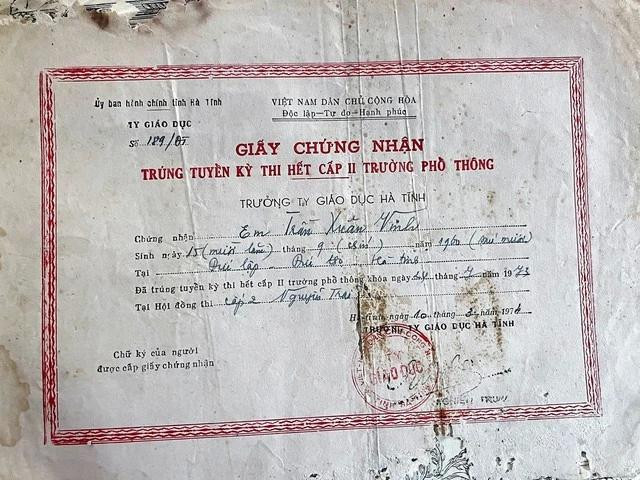 Ủy ban hành chính tỉnh Hà Tĩnh
TY GIÁO DỤC
Số 189/
VIỆT NAM DÂN CHỦ CỘNG HÒA
Độc lập—Tự do—Hạnh phúc
GIẤY CHỨNG NHẬN
TRÚNG TUYỂN KỲ THI HẾT CẤP II TRƯỜNG PHỔ THÔNG
TRƯỞNG TY GIÁO DỤC HÀ TĨNH
Chứng nhận Em Trần Xuân Vinh
Sinh ngày 15 (mười lăm) tháng 9 (chín) năm 1960 (sáu mươi)
Tại Đức lập - Đức thọ - Hà tĩnh
Đã trúng tuyển kỳ thi hết cấp II trường phổ thông khóa ngày tháng 7 năm 1973
Tại Hội đồng thi cấp 2 Nguyễn Trãi
Hà-tĩnh, ngày 10 tháng năm 1974
TRƯỞNG TY GIÁO DỤC HÀ TĨNH
Chữ ký của người
được cấp giấy chứng nhận
GIÁO DỤC